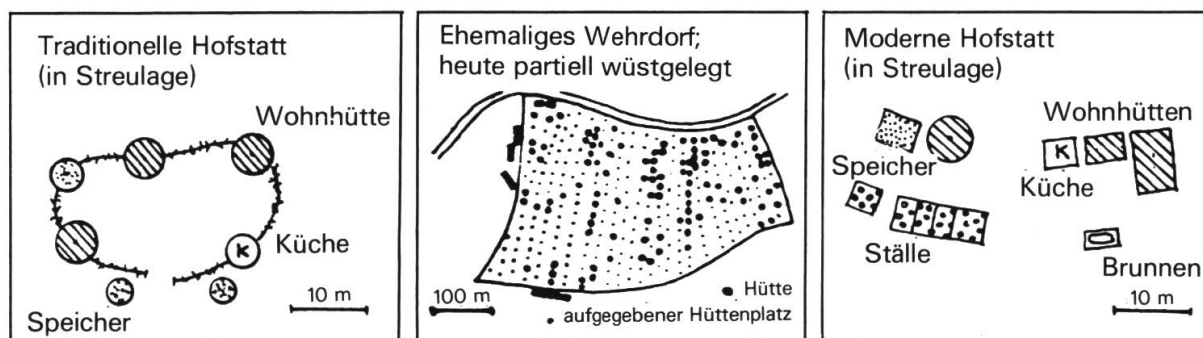 Traditionelle Hofstatt
(in Streulage)
Wohnhütte
K
Küche
Speicher
10 m
Ehemaliges Wehrdorf;
heute partiell wüstgelegt
100 m
Hütte
aufgegebener Hüttenplatz
Moderne Hofstatt
(in Streulage)
Wohnhütten
Speicher
K
Küche
Ställe
Brunnen
10 m